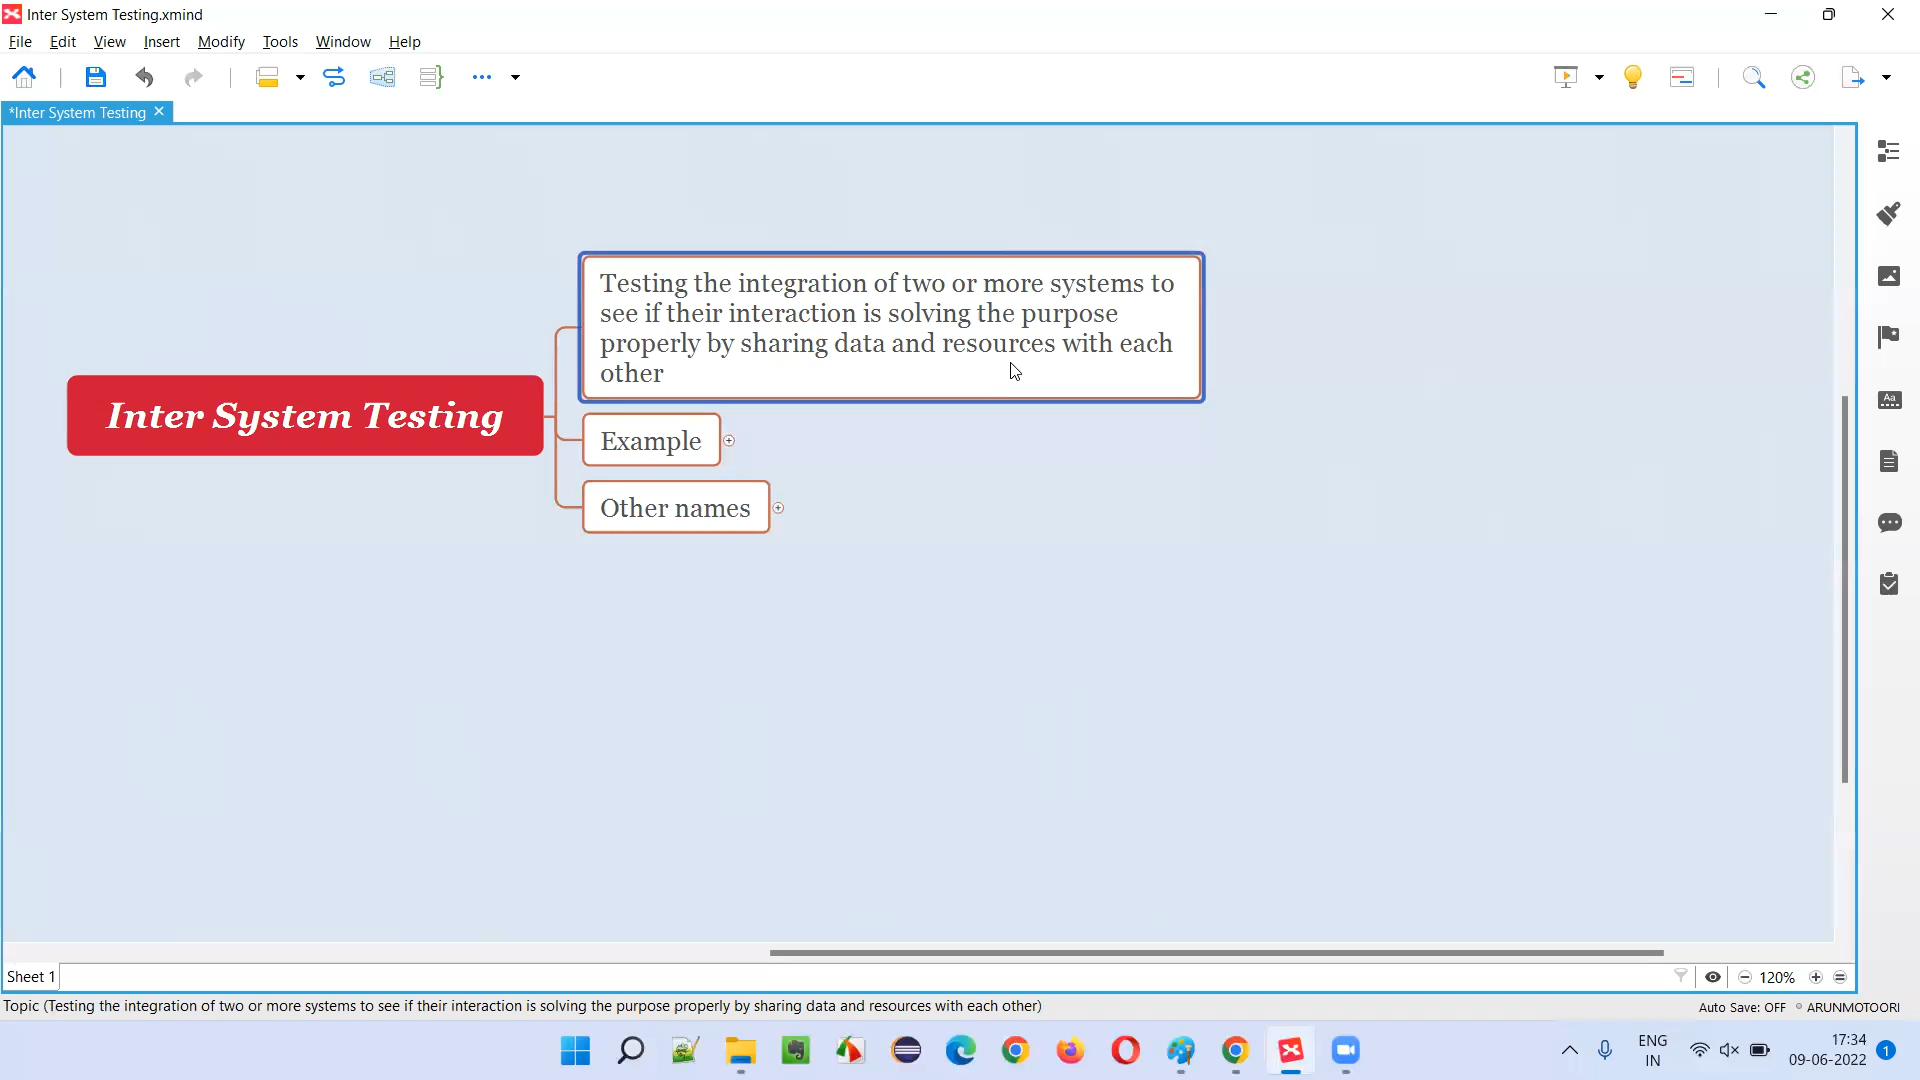 Inter System Testing.xmind
File Edit View Insert Modify Tools Window Help
*Inter System Testing
Testing the integration of two or more systems to
see if their interaction is solving the purpose
properly by sharing data and resources with each
other
Inter System Testing
Example
Other names
Aa
Sheet 1
120%
Topic (Testing the integration of two or more systems to see if their interaction is solving the purpose properly by sharing data and resources with each other)
Auto Save: OFF
ARUNMOTOORI
ENG
IN
17:34
09-06-2022
1